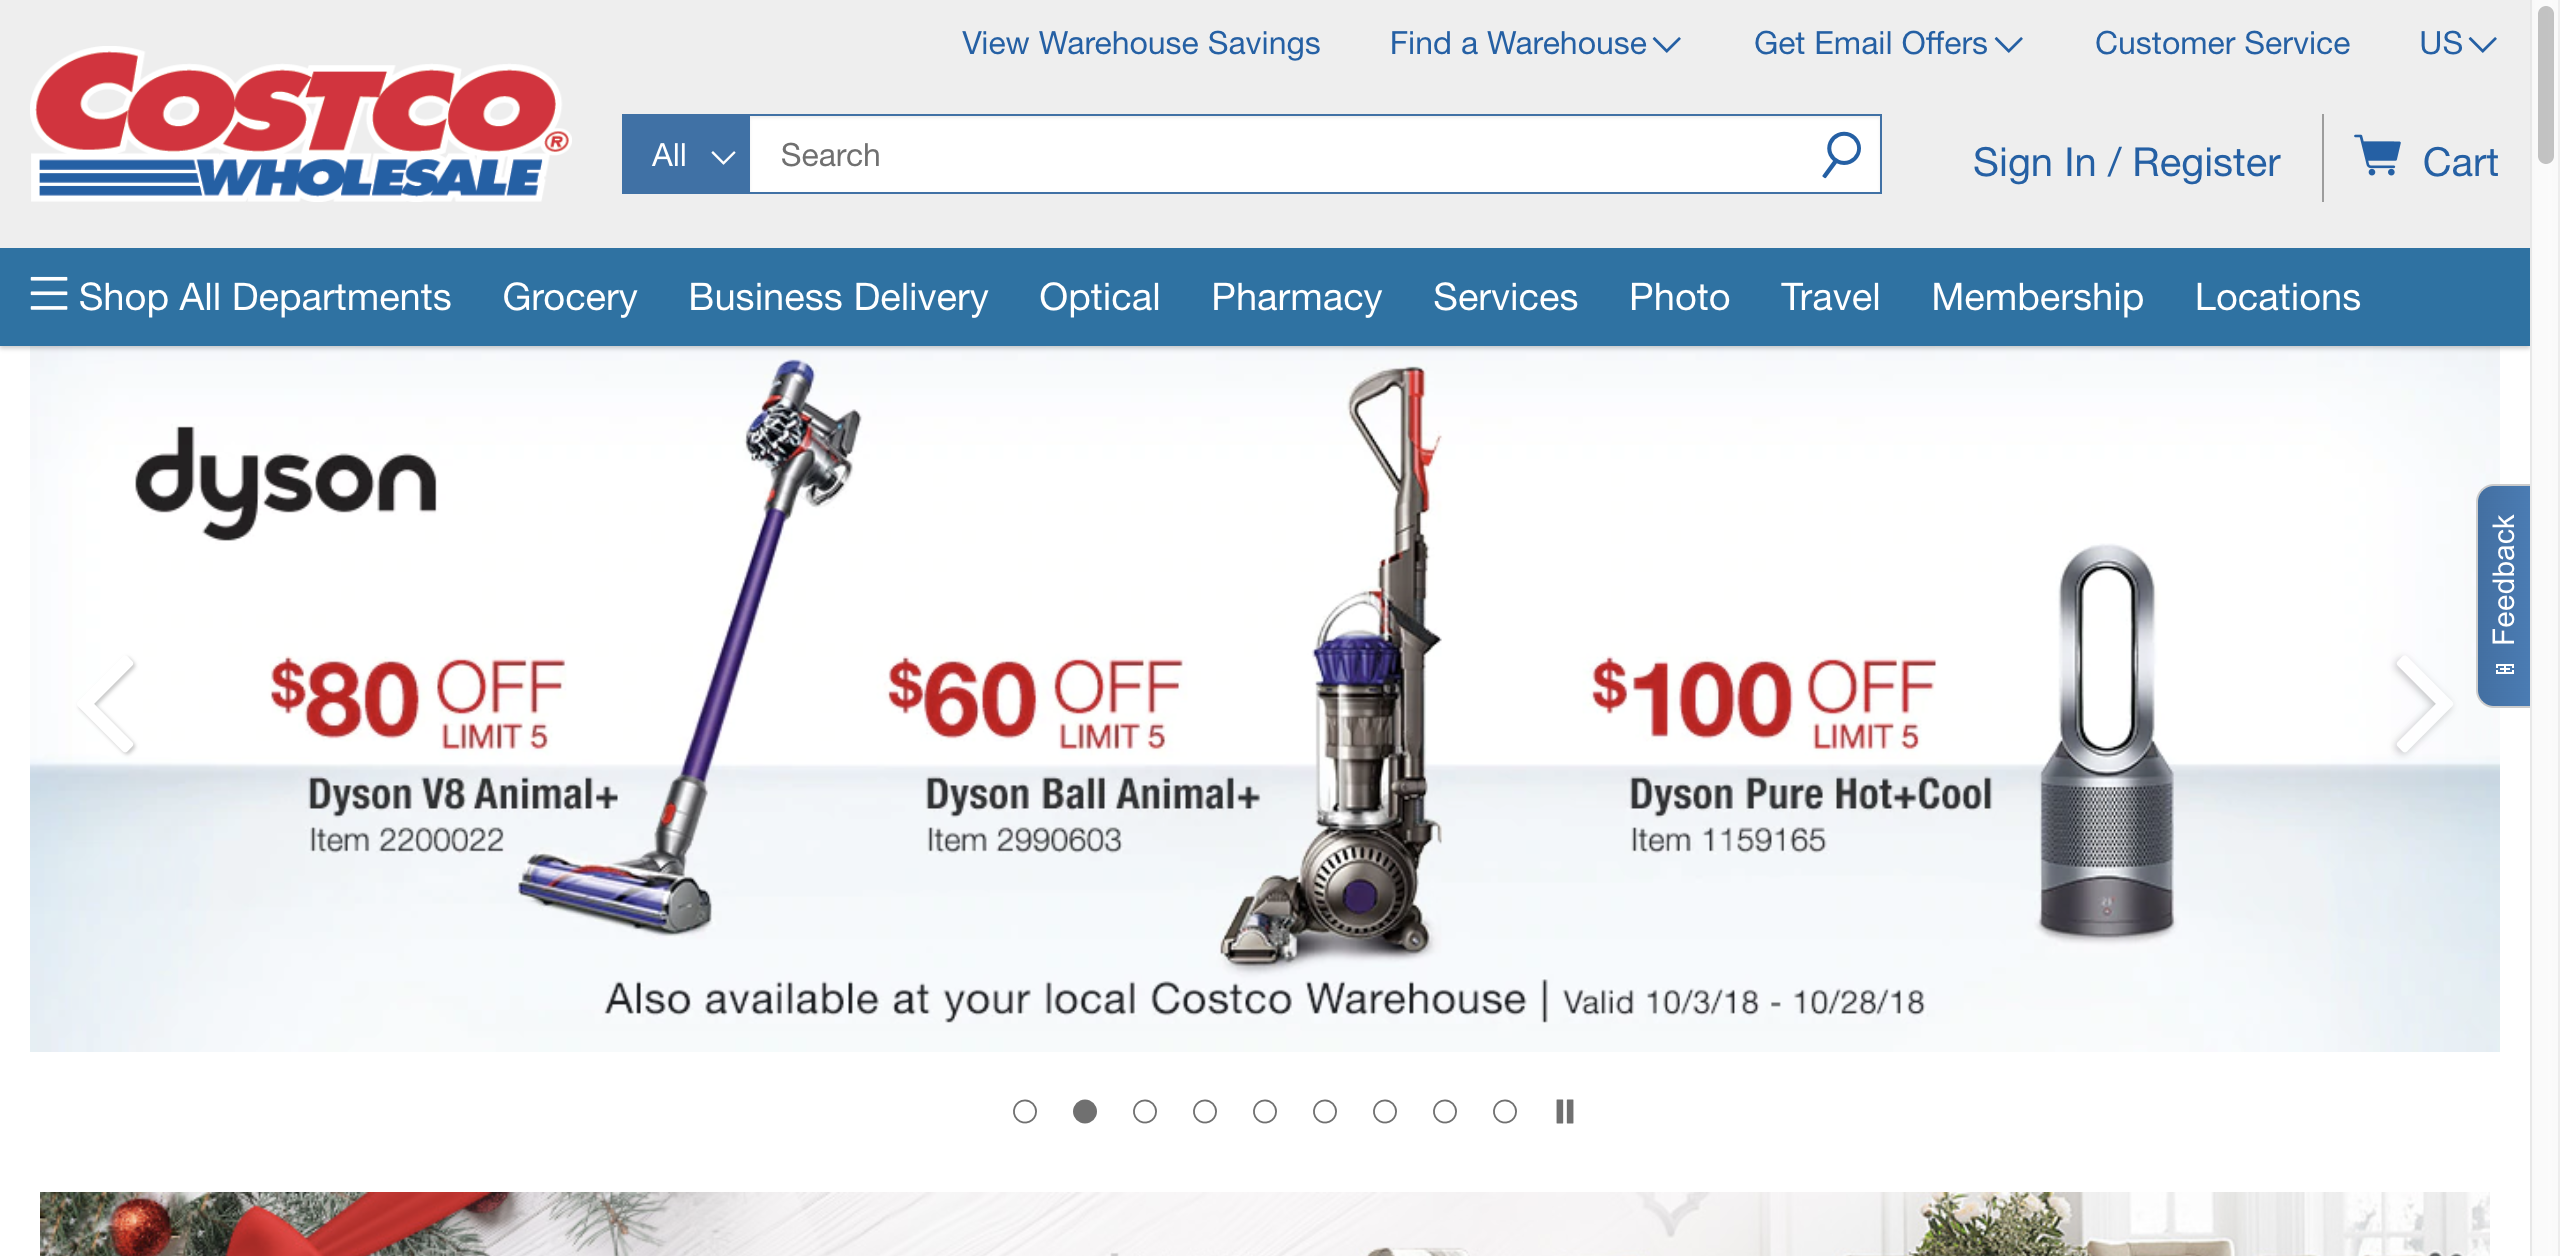 View Warehouse Savings Find a Warehouse Get Email Offers Customer Service US
COSTCO®
WHOLESALE
All Search
Sign In / Register Cart
Shop All Departments Grocery Business Delivery Optical Pharmacy Services Photo Travel Membership Locations
dyson
Feedback
$80 OFF
LIMIT 5
Dyson V8 Animal+
Item 2200022
$60 OFF
LIMIT 5
Dyson Ball Animal+
Item 2990603
$100 OFF
LIMIT 5
Dyson Pure Hot+Cool
Item 1159165
Also available at your local Costco Warehouse | Valid 10/3/18 - 10/28/18